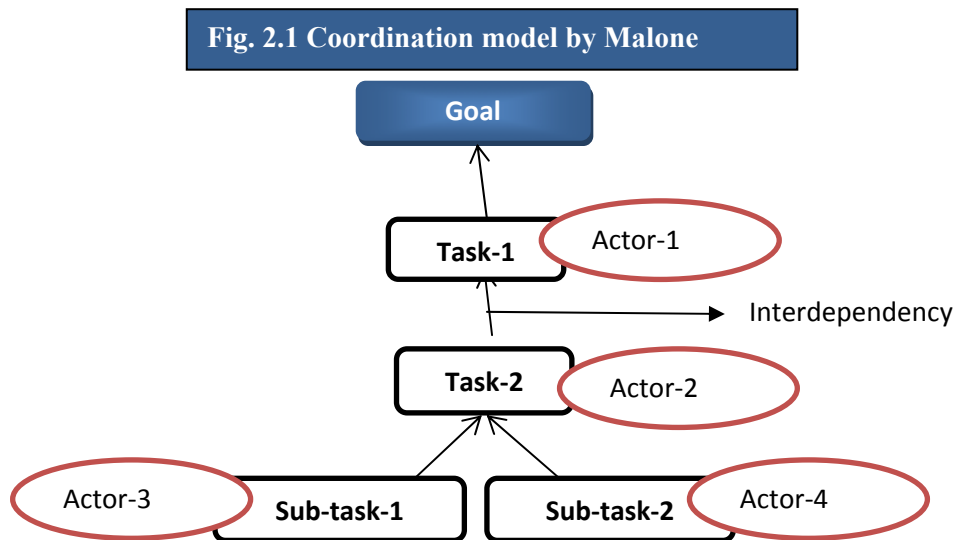 Fig. 2.1 Coordination model by Malone
Goal
Task-1
Actor-1
Interdependency
Task-2
Actor-2
Actor-3
Sub-task-1
Sub-task-2
Actor-4